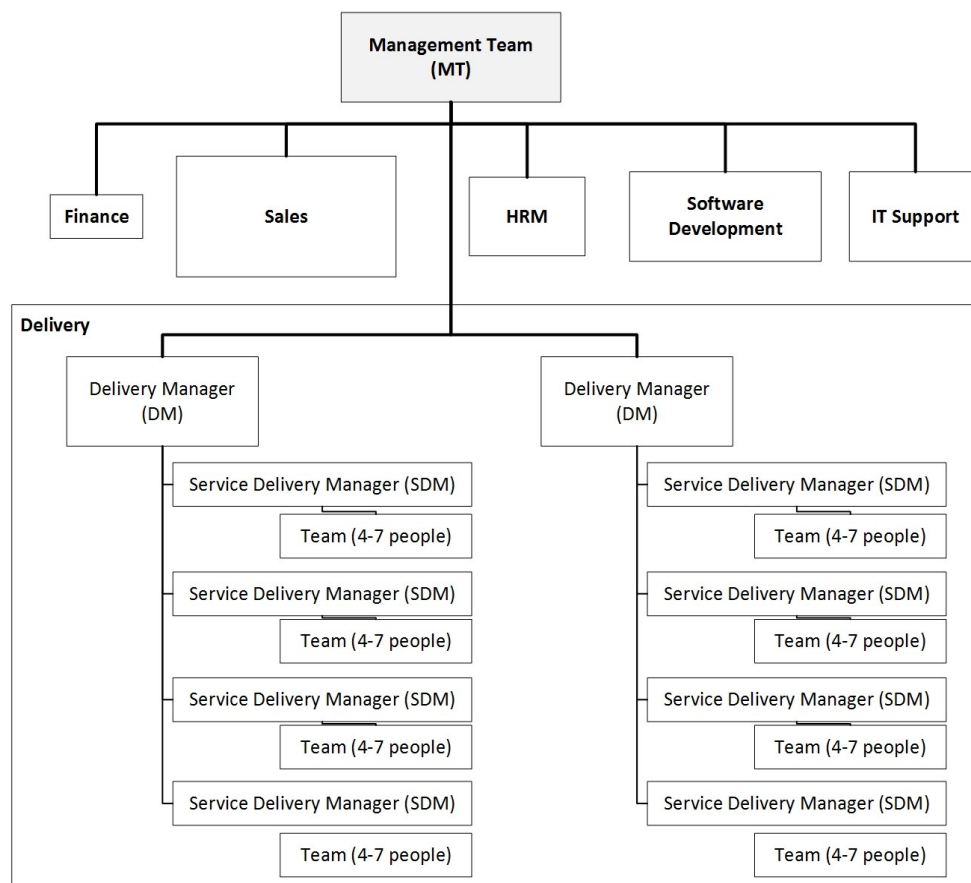 Management Team
(MT)
Finance
Sales
HRM
Software
Development
IT Support
Delivery
Delivery Manager
(DM)
Service Delivery Manager (SDM)
Team (4-7 people)
Service Delivery Manager (SDM)
Team (4-7 people)
Service Delivery Manager (SDM)
Team (4-7 people)
Service Delivery Manager (SDM)
Team (4-7 people)
Delivery Manager
(DM)
Service Delivery Manager (SDM)
Team (4-7 people)
Service Delivery Manager (SDM)
Team (4-7 people)
Service Delivery Manager (SDM)
Team (4-7 people)
Service Delivery Manager (SDM)
Team (4-7 people)